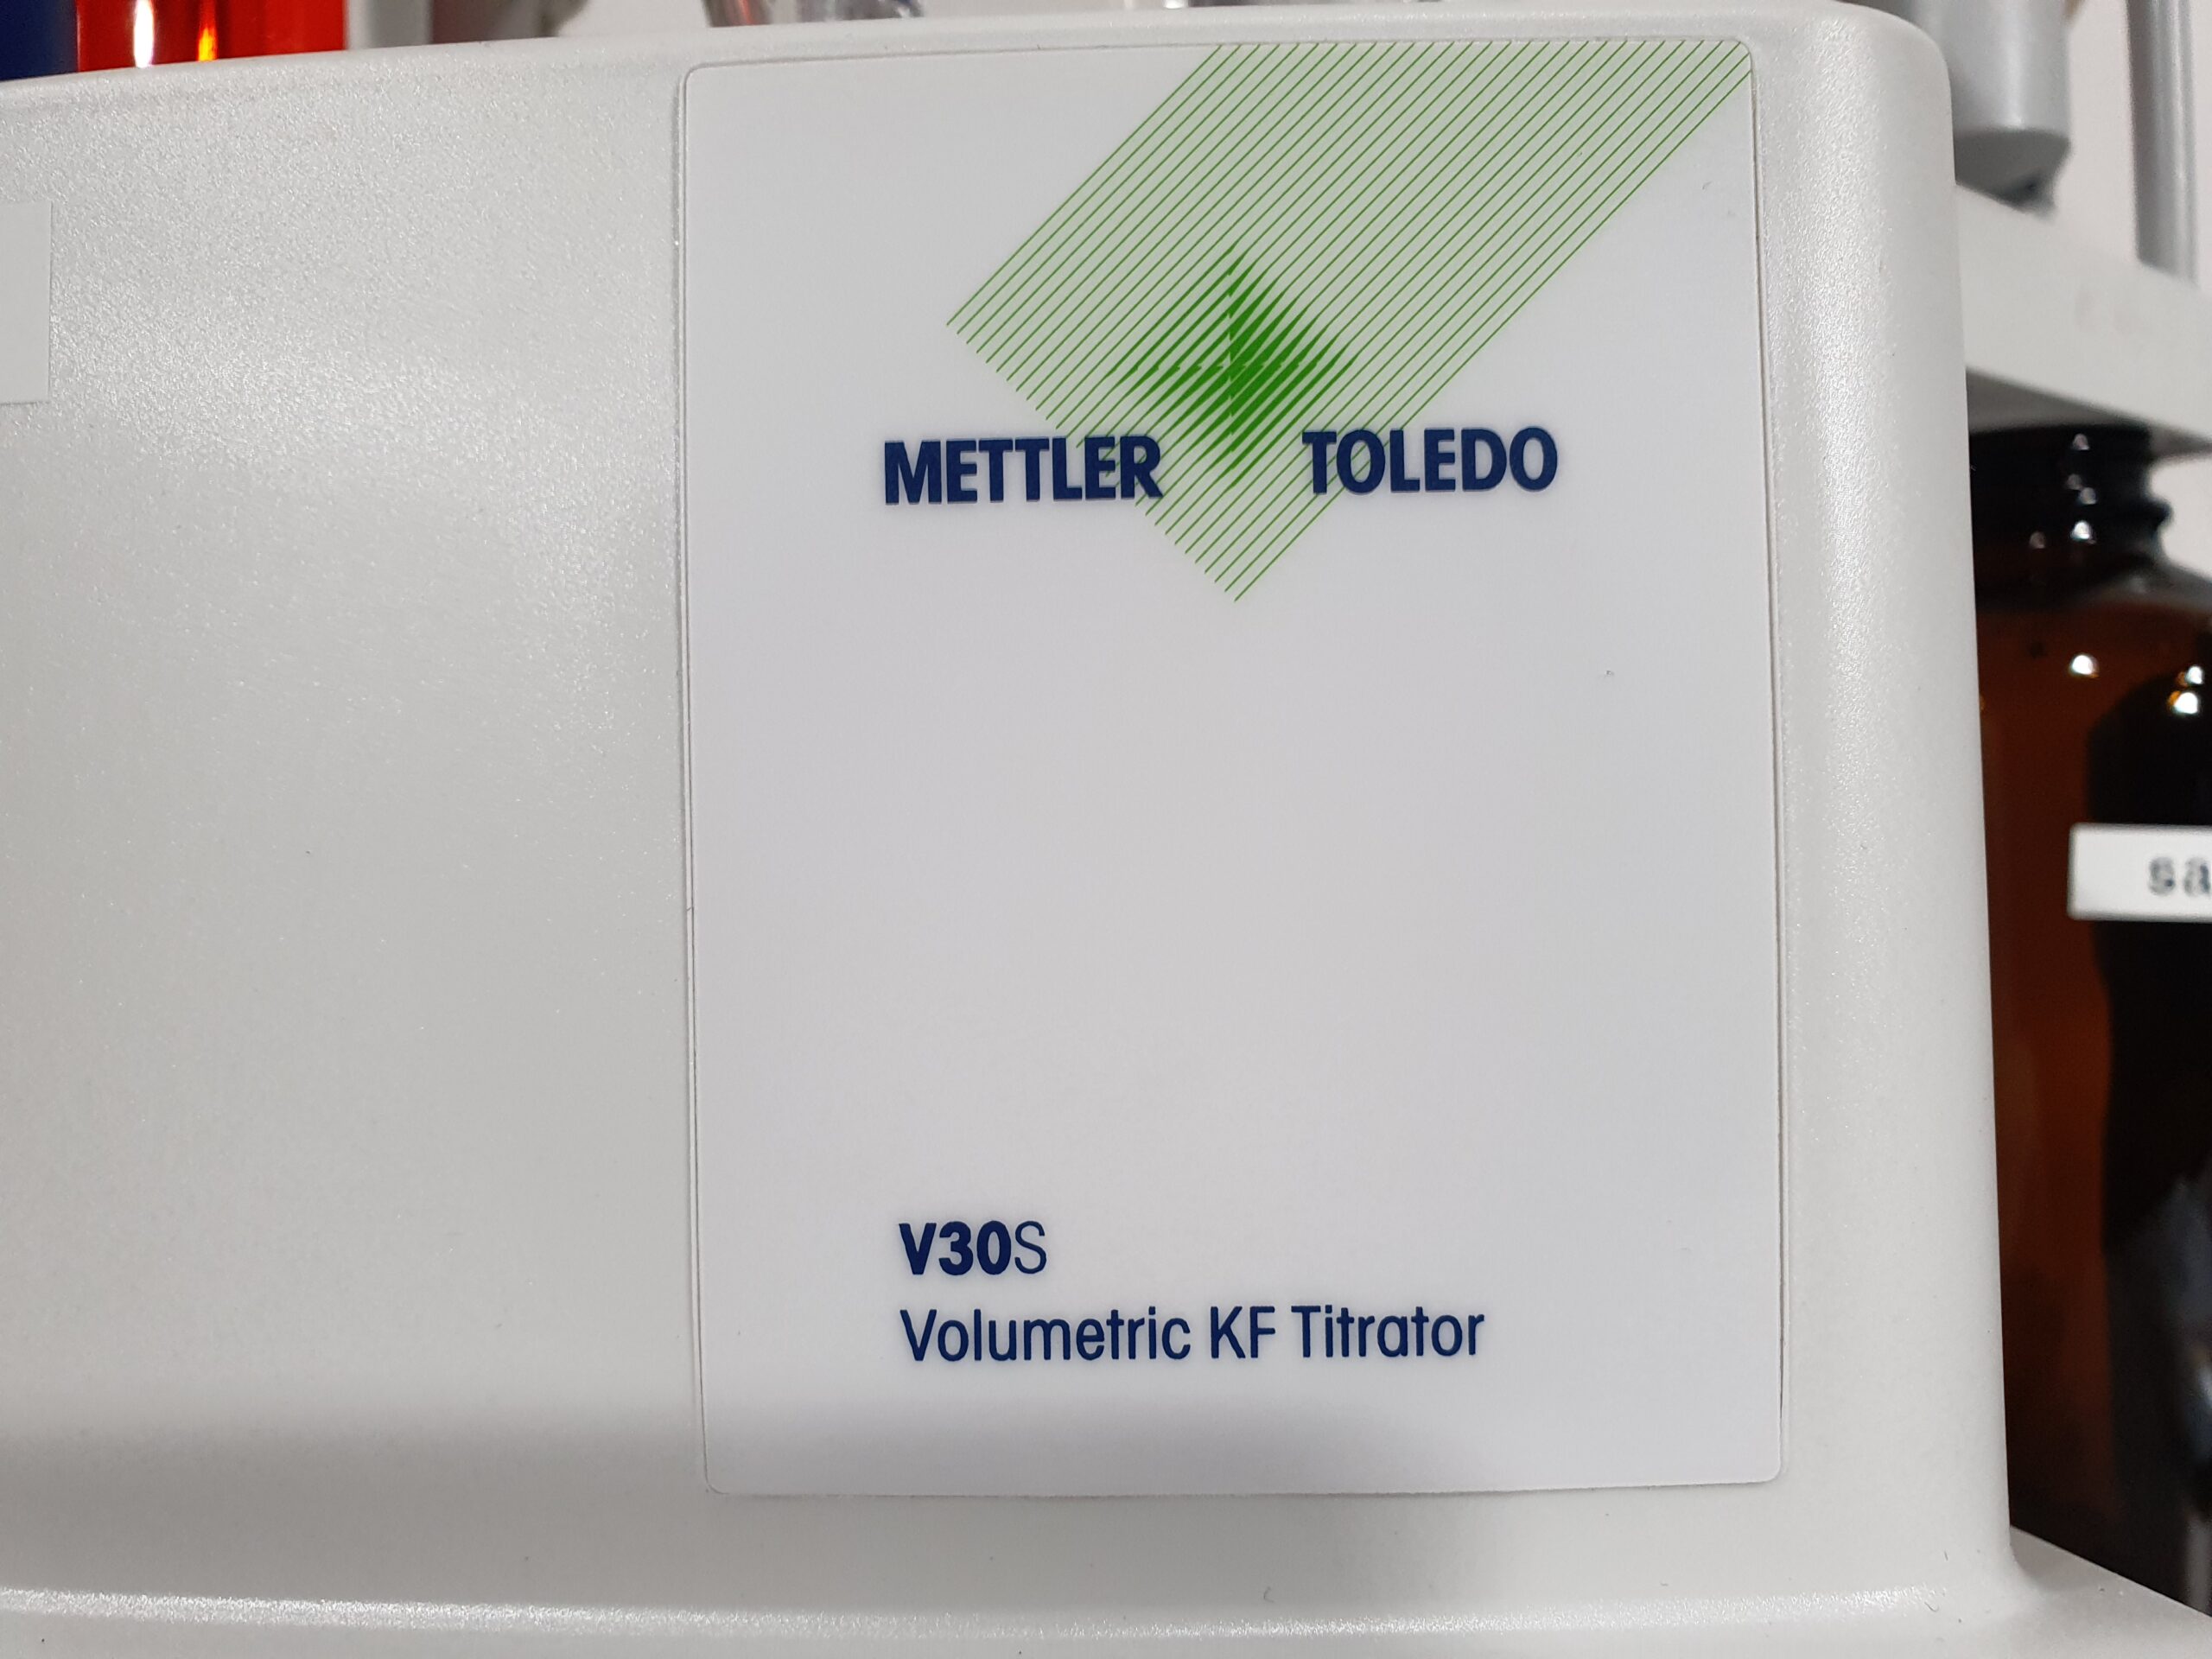 METTLER TOLEDO
V30S
Volumetric KF Titrator